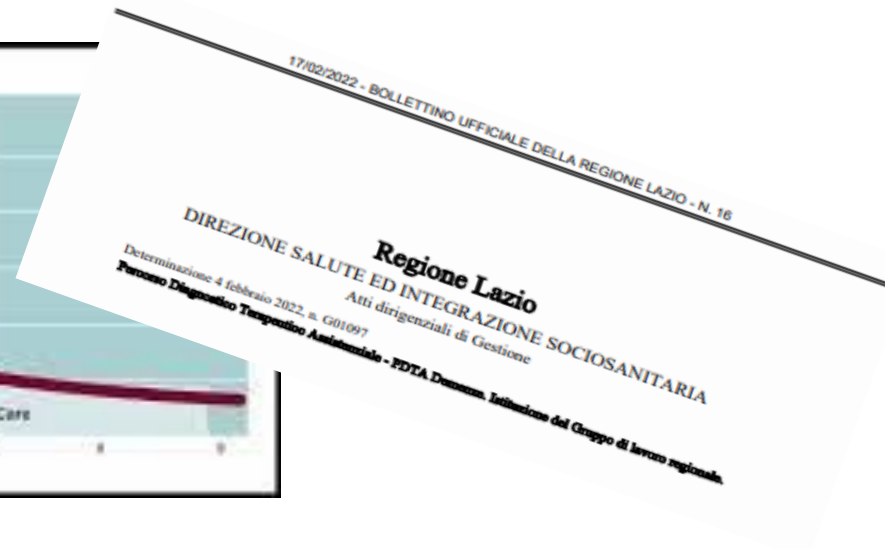 17/02/2022 - BOLLETTINO UFFICIALE DELLA REGIONE LAZIO - N. 16
Regione Lazio
DIREZIONE SALUTE ED INTEGRAZIONE SOCIOSANITARIA
Atti dirigenziali di Gestione
Determinazione 4 febbraio 2022, n. G01097
Percorso Diagnostico Terapeutico Assistenziale - PDTA Demenze. Istituzione del Gruppo di lavoro regionale.
Care